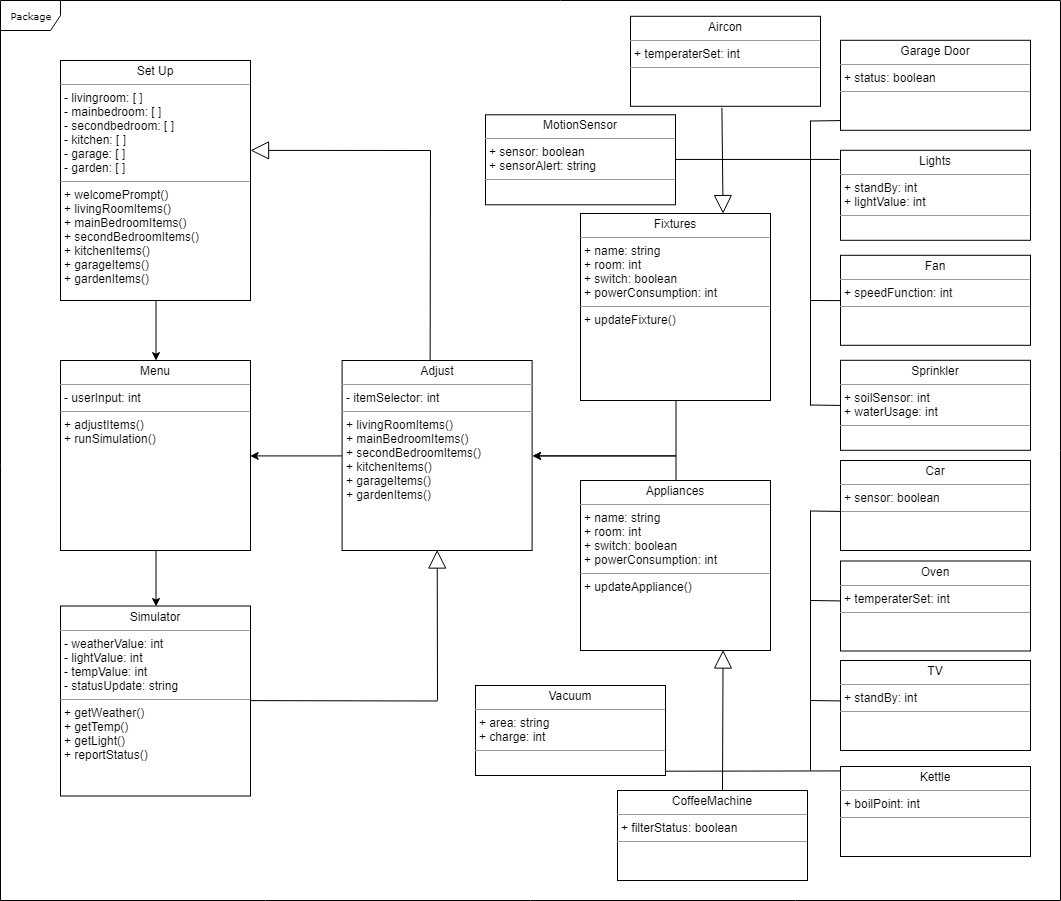 Package
Set Up
- livingroom: [ ]
- mainbedroom: [ ]
- secondbedroom: [ ]
- kitchen: [ ]
- garage: [ ]
- garden: [ ]
+ welcomePrompt()
+ livingRoomItems()
+ mainBedroomItems()
+ secondBedroomItems()
+ kitchenItems()
+ garageItems()
+ gardenItems()
Menu
- userInput: int
+ adjustItems()
+ runSimulation()
Simulator
- weatherValue: int
- lightValue: int
- tempValue: int
- statusUpdate: string
+ getWeather()
+ getTemp()
+ getLight()
+ reportStatus()
Adjust
- itemSelector: int
+ livingRoomItems()
+ mainBedroomItems()
+ secondBedroomItems()
+ kitchenItems()
+ garageItems()
+ gardenItems()
Aircon
+ temperaterSet: int
MotionSensor
+ sensor: boolean
+ sensorAlert: string
Fixtures
+ name: string
+ room: int
+ switch: boolean
+ powerConsumption: int
+ updateFixture()
Appliances
+ name: string
+ room: int
+ switch: boolean
+ powerConsumption: int
+ updateAppliance()
Vacuum
+ area: string
+ charge: int
CoffeeMachine
+ filterStatus: boolean
Garage Door
+ status: boolean
Lights
+ standBy: int
+ lightValue: int
Fan
+ speedFunction: int
Sprinkler
+ soilSensor: int
+ waterUsage: int
Car
+ sensor: boolean
Oven
+ temperaterSet: int
TV
+ standBy: int
Kettle
+ boilPoint: int